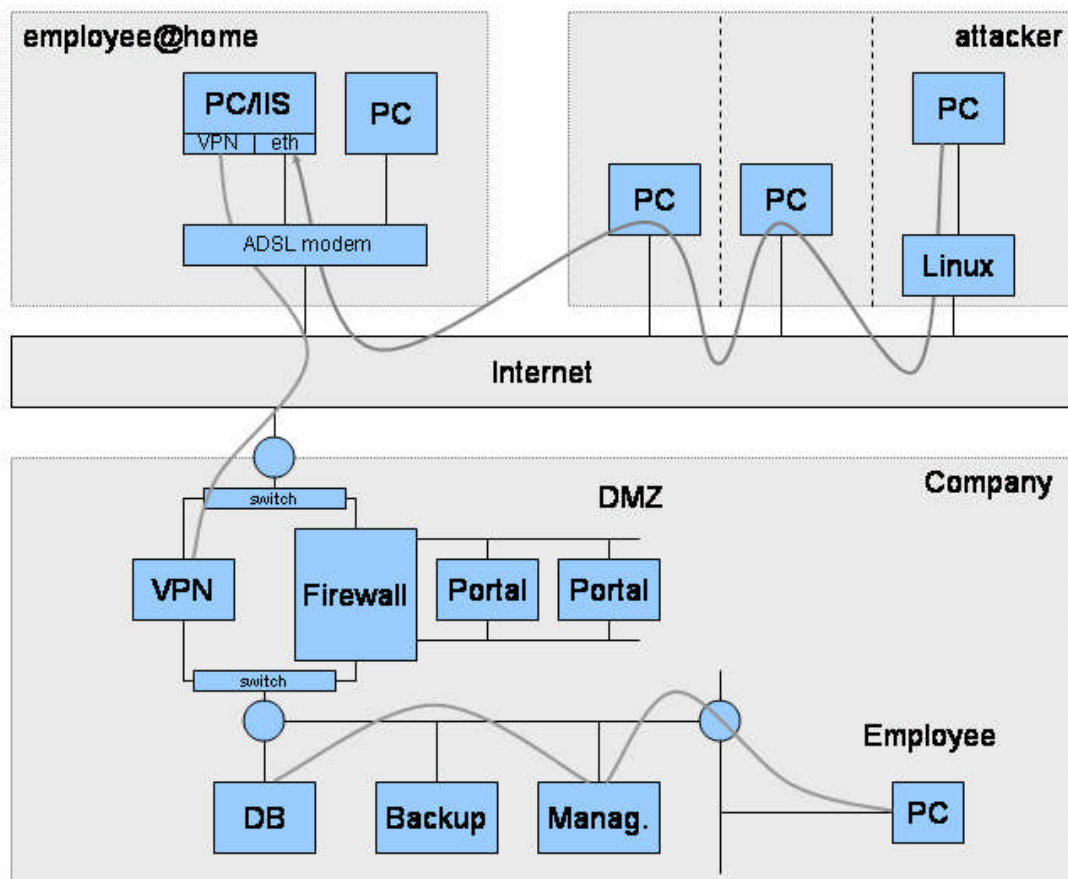 employee@home
attacker
PC/IIS
VPN
eth
PC
PC
PC
PC
ADSL modem
Linux
Internet
switch
DMZ
Company
VPN
Firewall
Portal
Portal
switch
Employee
DB
Backup
Manag.
PC